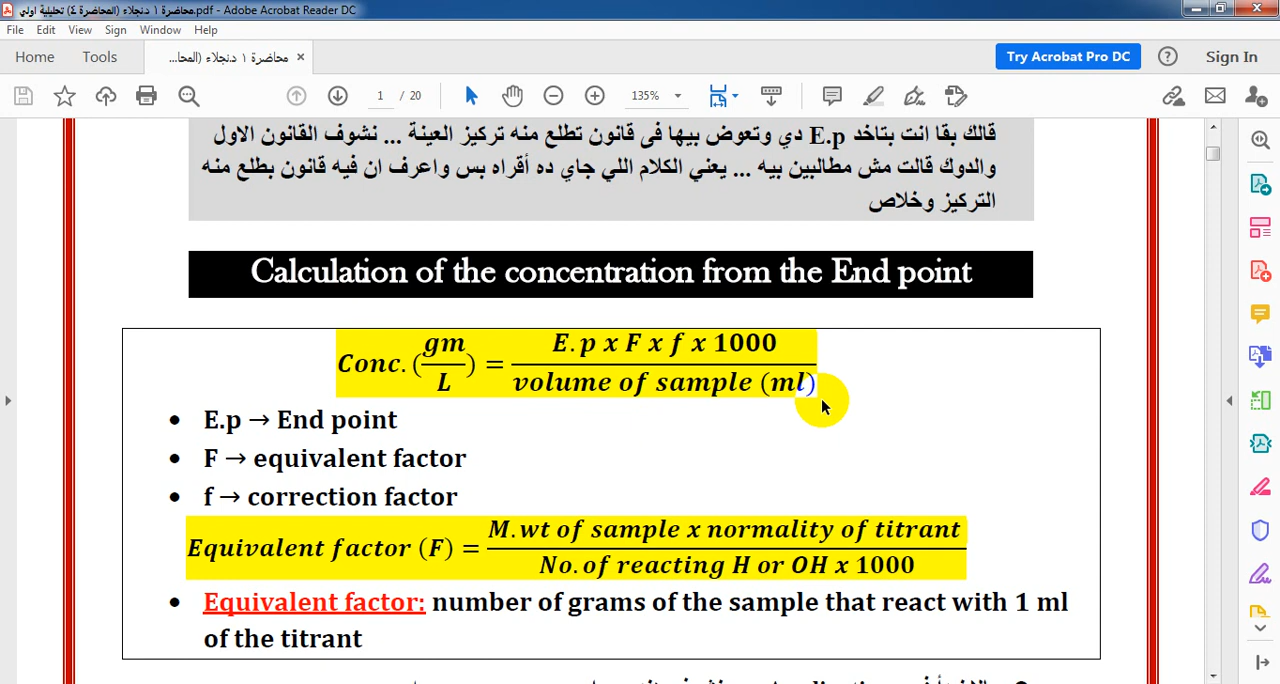 محاضرة ١ د.نجلاء (المحاضرة ٤) تحليلية اولي.pdf - Adobe Acrobat Reader DC
File Edit View Sign Window Help
Home Tools محاضرة ١ د.نجلاء (المحا... × Try Acrobat Pro DC ? Sign In
1 / 20 135%
قالك بقا انت بتاخد E.p دي وتعوض بيها فى قانون تطلع منه تركيز العينة ... نشوف القانون الاول
والدوك قالت مش مطالبين بيه ... يعني الكلام اللي جاي ده أقراه بس واعرف ان فيه قانون بطلع منه
التركيز وخلاص
Calculation of the concentration from the End point
Conc. (gm/L) = E.p x F x f x 1000 / volume of sample (ml)
• E.p → End point
• F → equivalent factor
• f → correction factor
Equivalent factor (F) = M.wt of sample x normality of titrant / No. of reacting H or OH x 1000
• Equivalent factor: number of grams of the sample that react with 1 ml
of the titrant